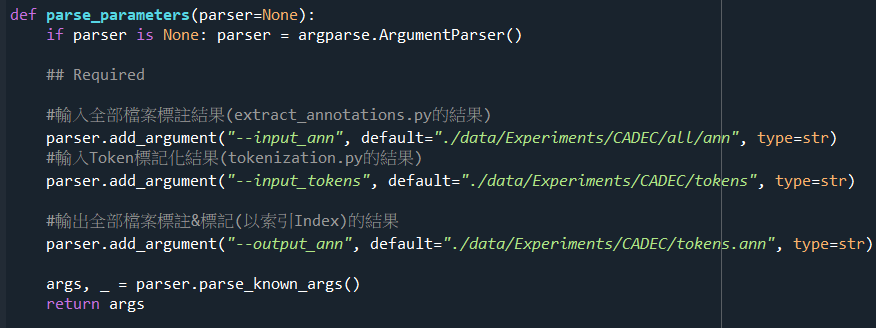 def parse_parameters(parser=None):
    if parser is None: parser = argparse.ArgumentParser()
    ## Required
    #輸入全部檔案標註結果(extract_annotations.py的結果)
    parser.add_argument("--input_ann", default="./data/Experiments/CADEC/all/ann", type=str)
    #輸入Token標記化結果(tokenization.py的結果)
    parser.add_argument("--input_tokens", default="./data/Experiments/CADEC/tokens", type=str)
    #輸出全部檔案標註&標記(以索引Index)的結果
    parser.add_argument("--output_ann", default="./data/Experiments/CADEC/tokens.ann", type=str)
    args, _ = parser.parse_known_args()
    return args